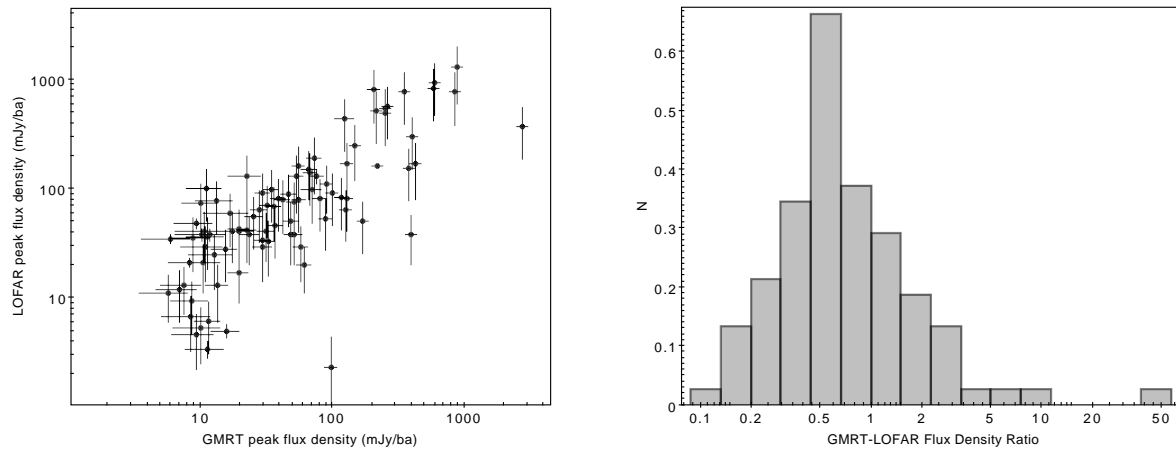 1000
100
10
LOFAR peak flux density (mJy/ba)
10 100 1000
GMRT peak flux density (mJy/ba)
0.6
0.5
0.4
0.3
0.2
0.1
0
N
0.1 0.2 0.5 1 2 5 10 20 50
GMRT-LOFAR Flux Density Ratio